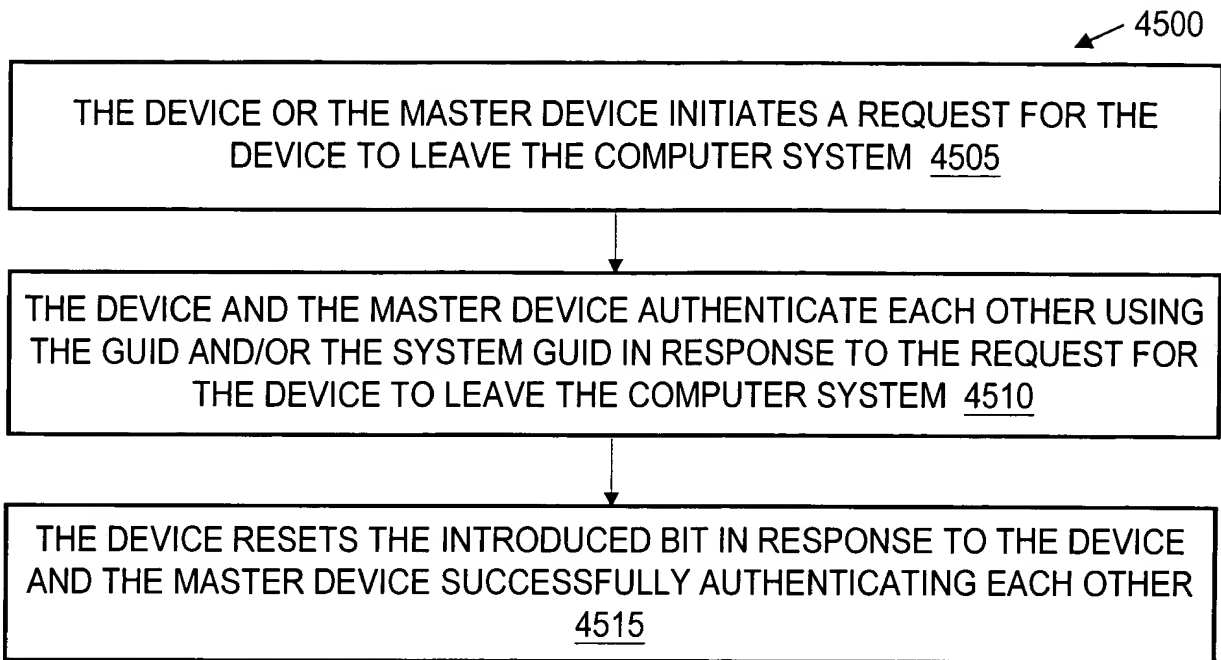 4500
THE DEVICE OR THE MASTER DEVICE INITIATES A REQUEST FOR THE
DEVICE TO LEAVE THE COMPUTER SYSTEM 4505
THE DEVICE AND THE MASTER DEVICE AUTHENTICATE EACH OTHER USING
THE GUID AND/OR THE SYSTEM GUID IN RESPONSE TO THE REQUEST FOR
THE DEVICE TO LEAVE THE COMPUTER SYSTEM 4510
THE DEVICE RESETS THE INTRODUCED BIT IN RESPONSE TO THE DEVICE
AND THE MASTER DEVICE SUCCESSFULLY AUTHENTICATING EACH OTHER
4515